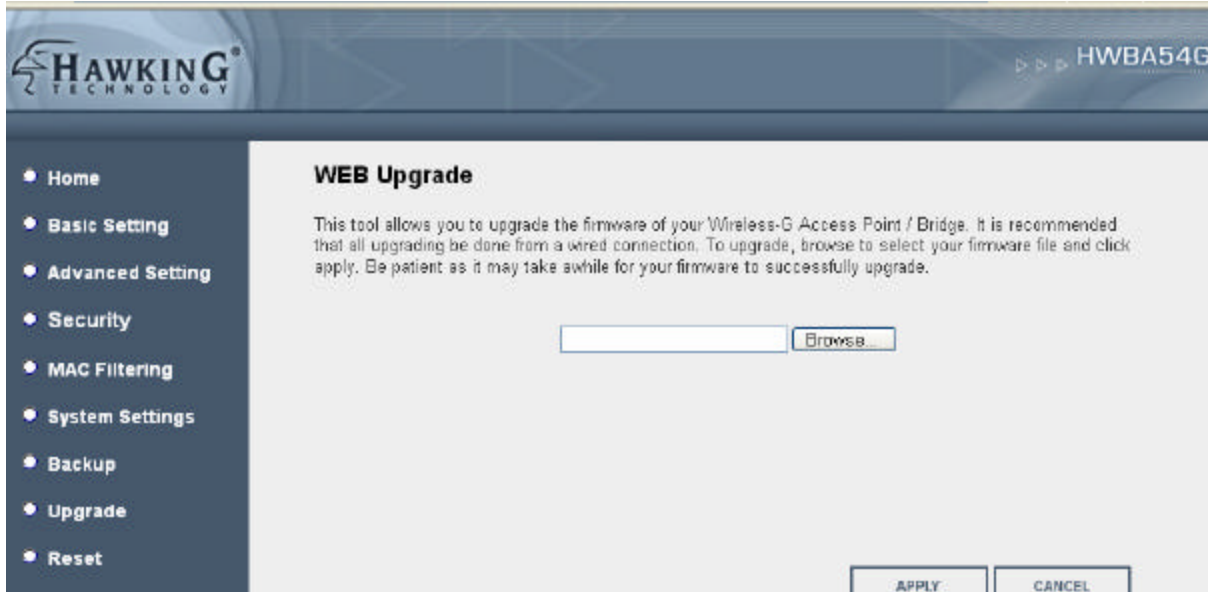 HAWKING®
TECHNOLOGY
HWBA54G
Home
Basic Setting
Advanced Setting
Security
MAC Filtering
System Settings
Backup
Upgrade
Reset
WEB Upgrade
This tool allows you to upgrade the firmware of your Wireless-G Access Point / Bridge. It is recommended
that all upgrading be done from a wired connection. To upgrade, browse to select your firmware file and click
apply. Be patient as it may take awhile for your firmware to successfully upgrade.
Browse...
APPLY
CANCEL